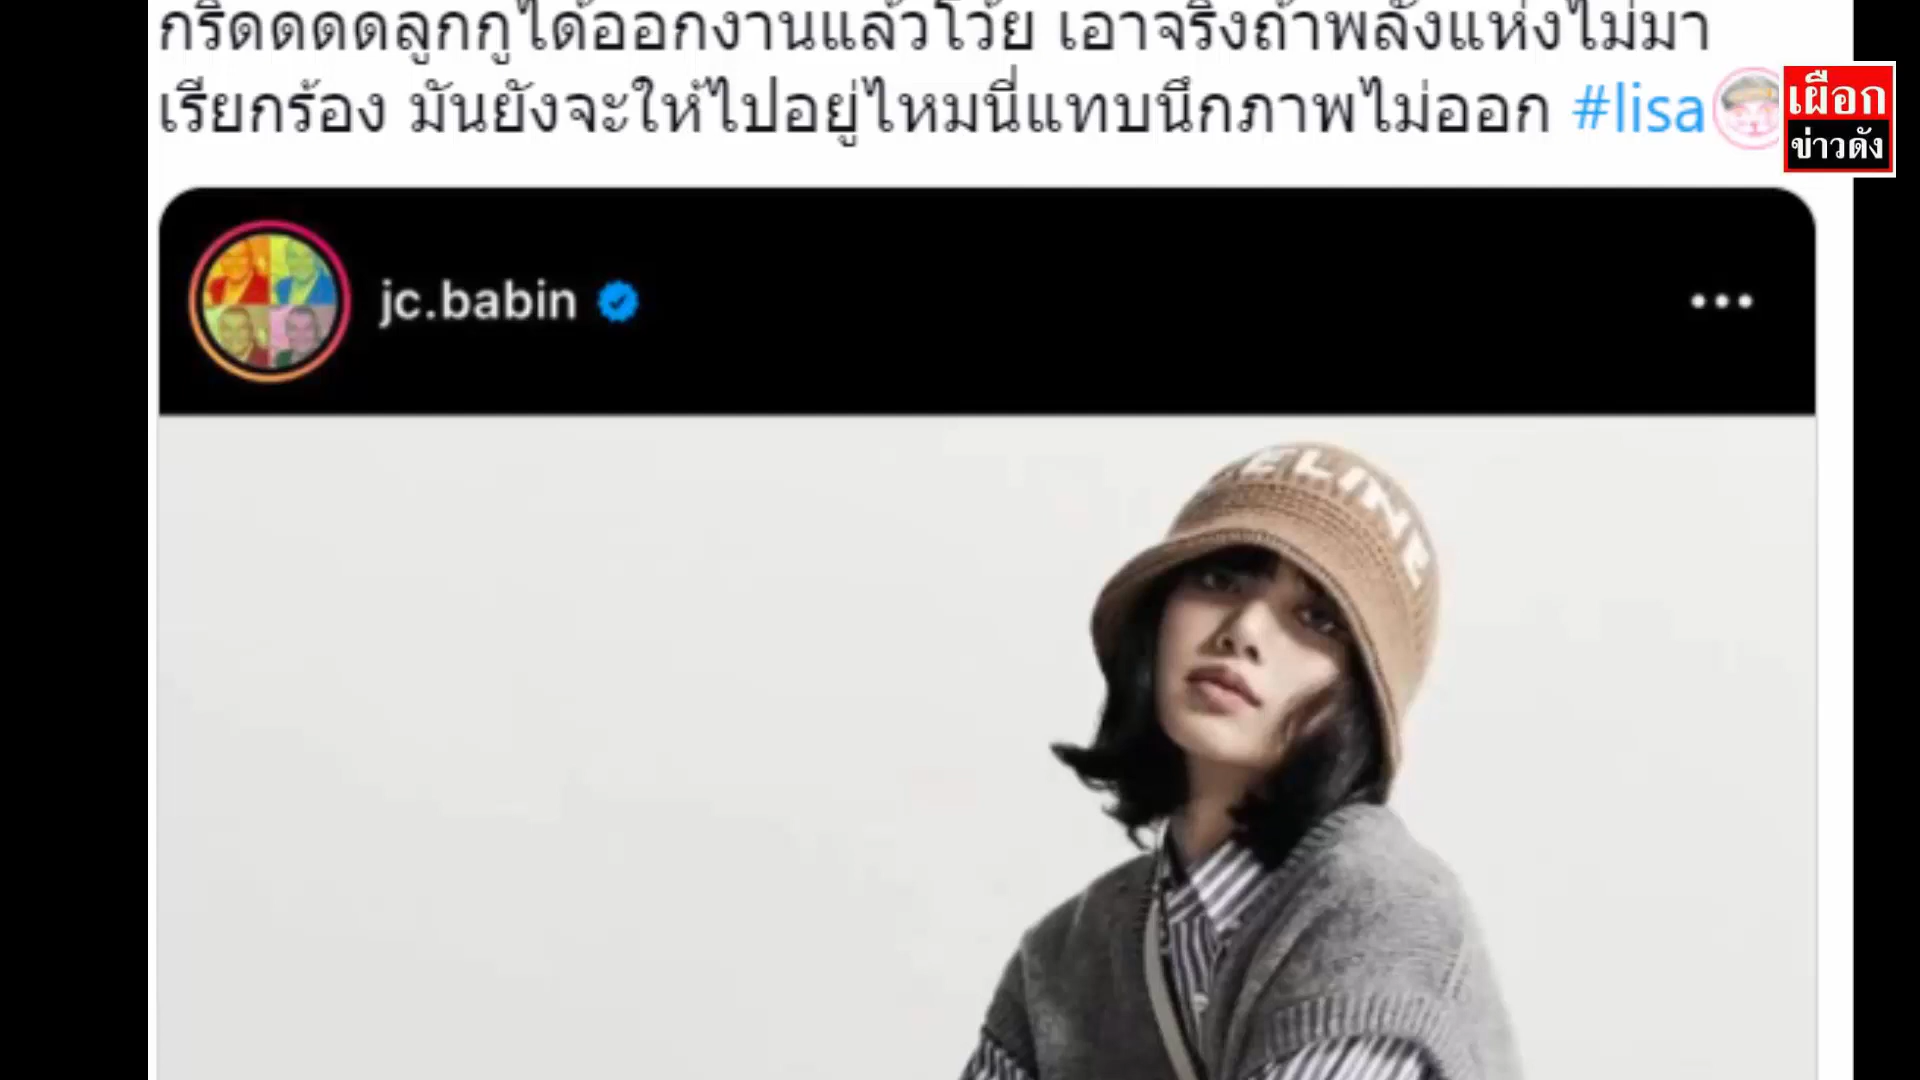 กรี๊ดดดดลูกกูได้ออกงานแล้วโว้ย เอาจริงถ้าพลังแห่งไม่มา
เรียกร้อง มันยังจะให้ไปอยู่ไหมนี่แทบนึกภาพไม่ออก #lisa
เผือก
ข่าวดัง
jc.babin
ELINE